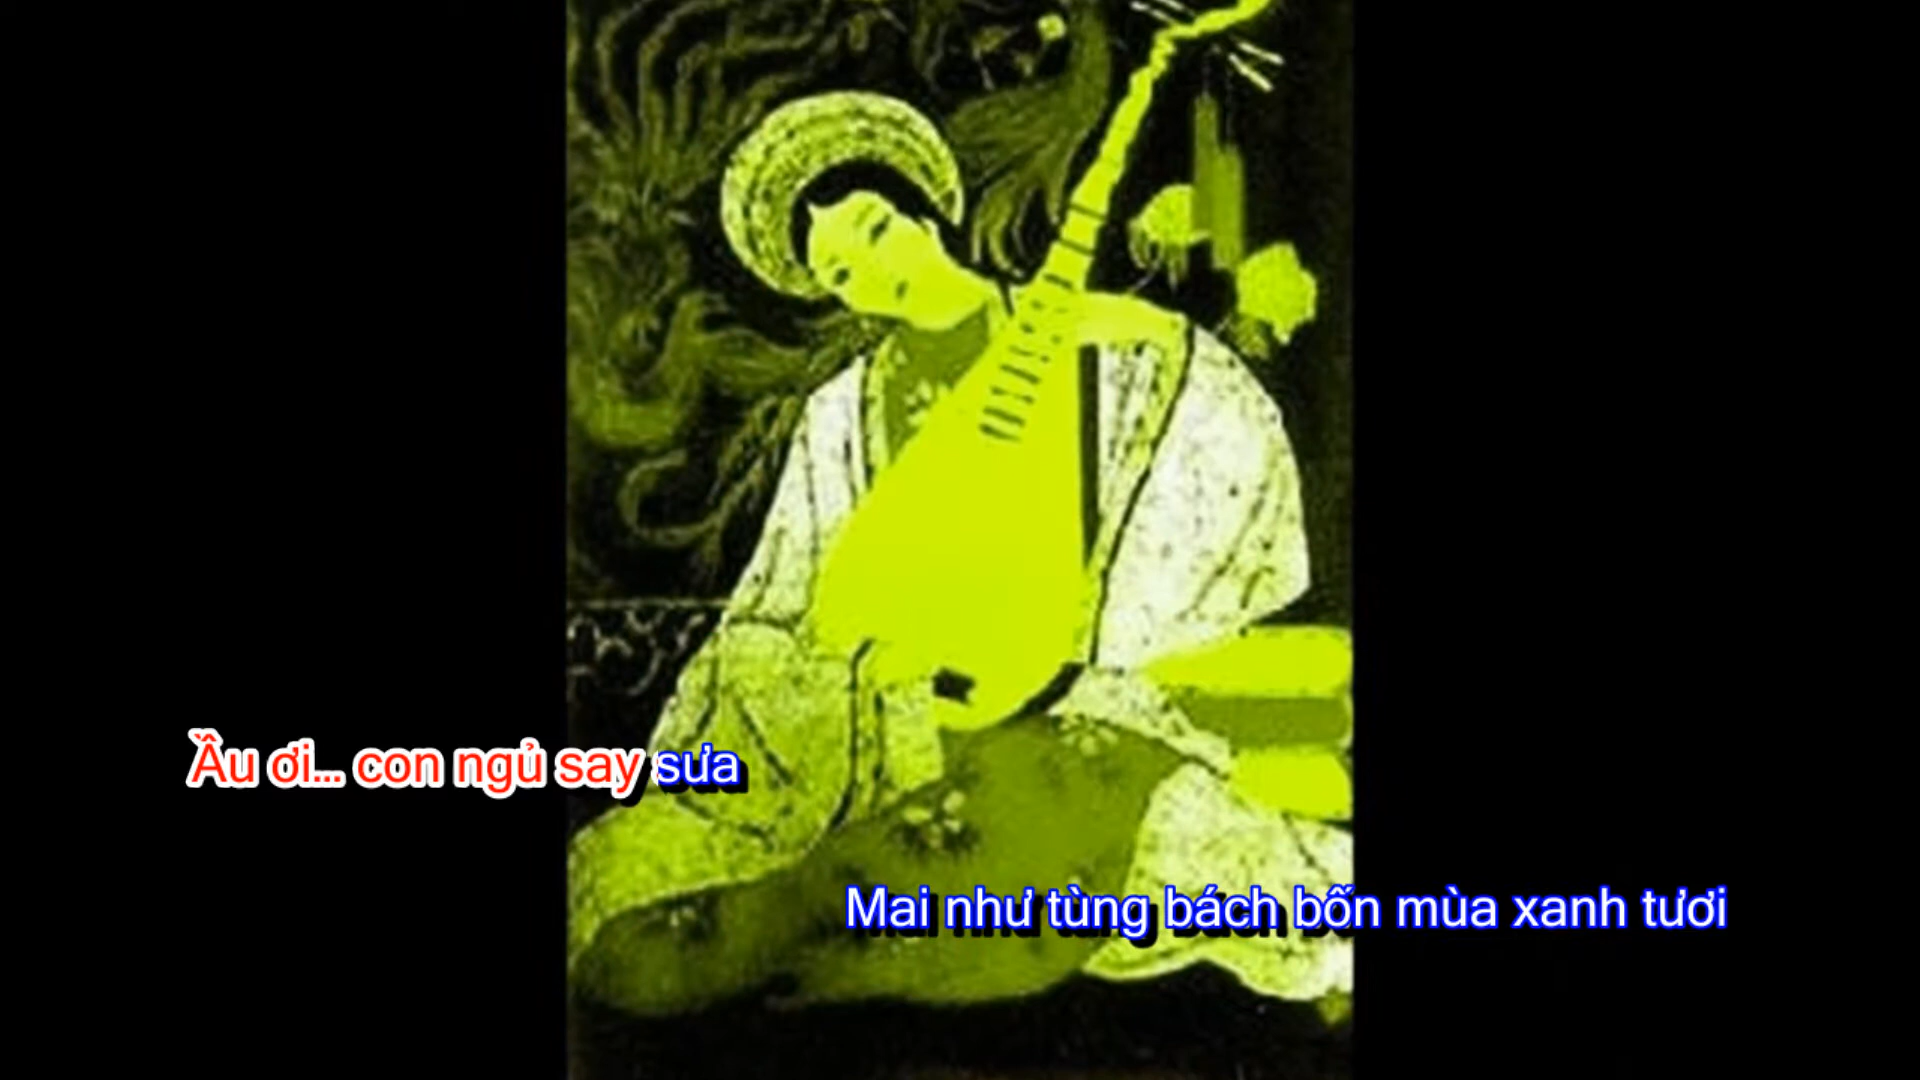 Ầu ơi... con ngủ say sưa
Mai như tùng bách bốn mùa xanh tươi